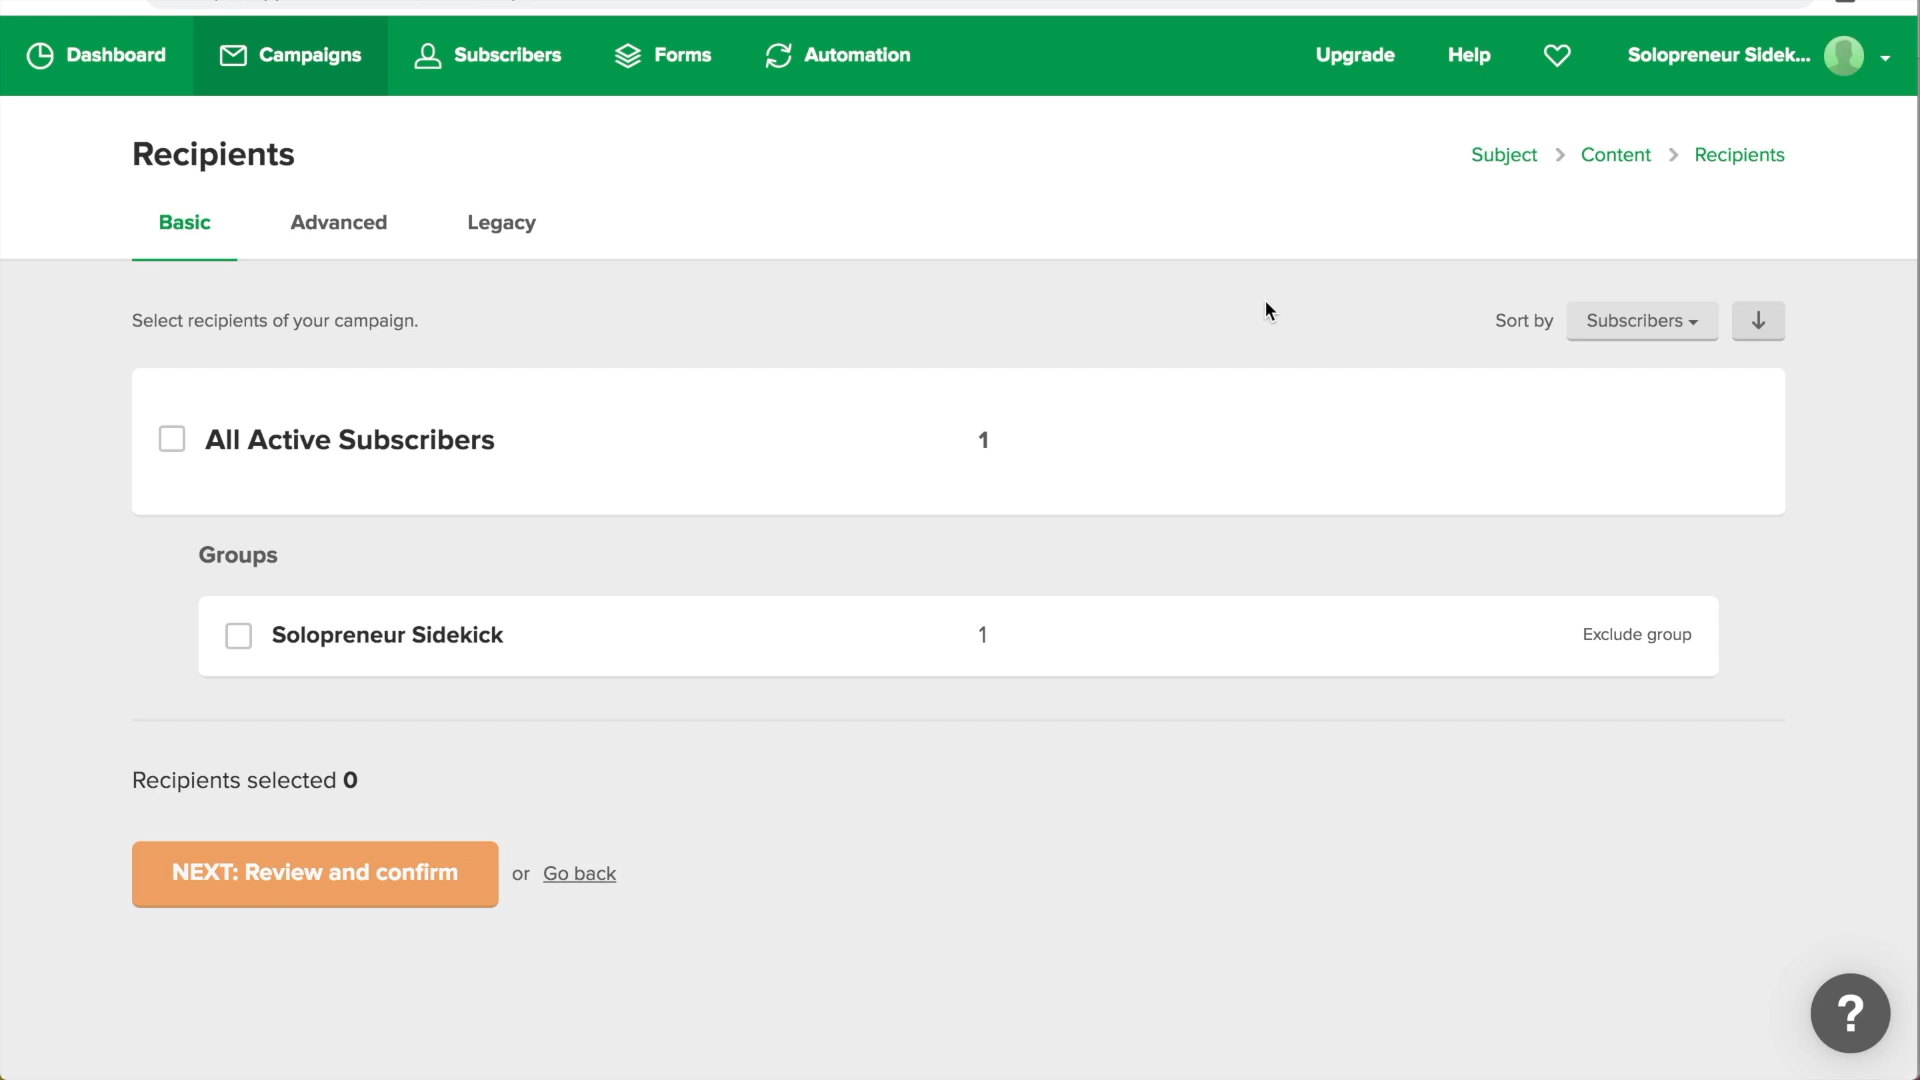 Dashboard Campaigns Subscribers Forms Automation Upgrade Help Solopreneur Sidek...
Recipients
Subject > Content > Recipients
Basic Advanced Legacy
Select recipients of your campaign.
Sort by Subscribers
All Active Subscribers 1
Groups
Solopreneur Sidekick 1 Exclude group
Recipients selected 0
NEXT: Review and confirm or Go back
?